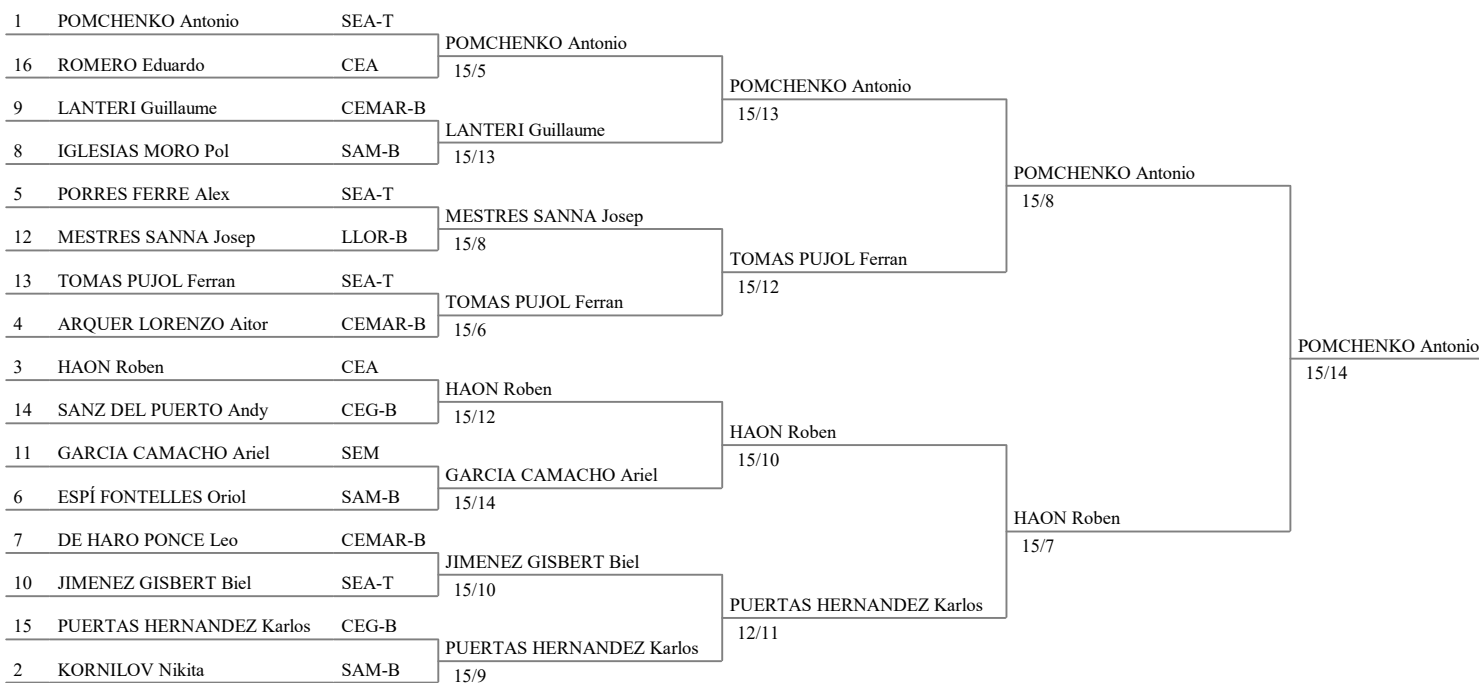 1 POMCHENKO Antonio SEA-T
16 ROMERO Eduardo CEA
9 LANTERI Guillaume CEMAR-B
8 IGLESIAS MORO Pol SAM-B
5 PORRES FERRE Alex SEA-T
12 MESTRES SANNA Josep LLOR-B
13 TOMAS PUJOL Ferran SEA-T
4 ARQUER LORENZO Aitor CEMAR-B
3 HAON Roben CEA
14 SANZ DEL PUERTO Andy CEG-B
11 GARCIA CAMACHO Ariel SEM
6 ESPÍ FONTELLES Oriol SAM-B
7 DE HARO PONCE Leo CEMAR-B
10 JIMENEZ GISBERT Biel SEA-T
15 PUERTAS HERNANDEZ Karlos CEG-B
2 KORNILOV Nikita SAM-B
POMCHENKO Antonio
15/5
LANTERI Guillaume
15/13
MESTRES SANNA Josep
15/8
TOMAS PUJOL Ferran
15/6
HAON Roben
15/12
GARCIA CAMACHO Ariel
15/14
JIMENEZ GISBERT Biel
15/10
PUERTAS HERNANDEZ Karlos
15/9
POMCHENKO Antonio
15/13
TOMAS PUJOL Ferran
15/12
HAON Roben
15/10
PUERTAS HERNANDEZ Karlos
12/11
POMCHENKO Antonio
15/8
HAON Roben
15/7
POMCHENKO Antonio
15/14